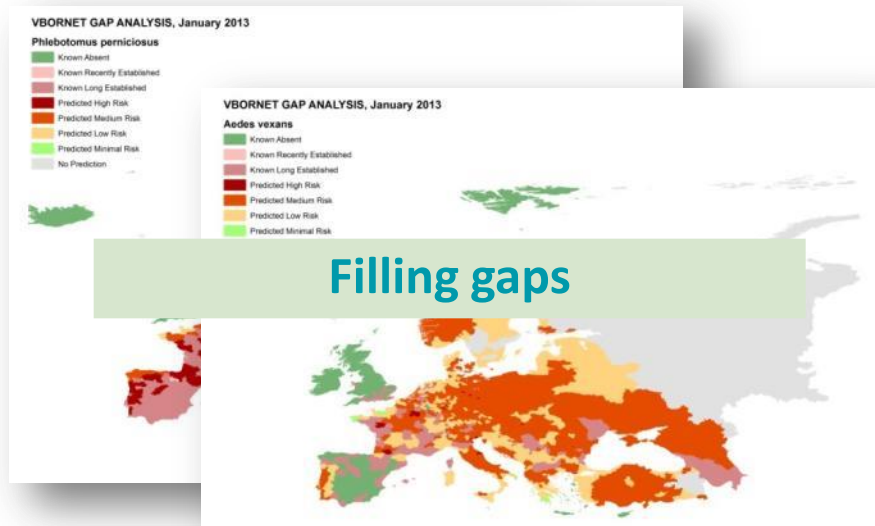 VBORNET GAP ANALYSIS, January 2013
Phlebotomus perniciosus
Known Absent
Known Recently Established
Known Long Established
Predicted High Risk
Predicted Medium Risk
Predicted Low Risk
Predicted Minimal Risk
No Prediction
VBORNET GAP ANALYSIS, January 2013
Aedes vexans
Known Absent
Known Recently Established
Known Long Established
Predicted High Risk
Predicted Medium Risk
Predicted Low Risk
Predicted Minimal Risk
Filling gaps